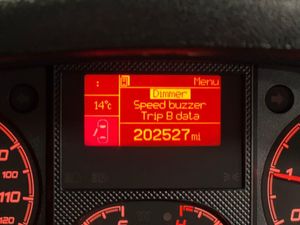 : Menu
Dimmer
14°c Speed buzzer
Trip B data
202527 mi
110
120